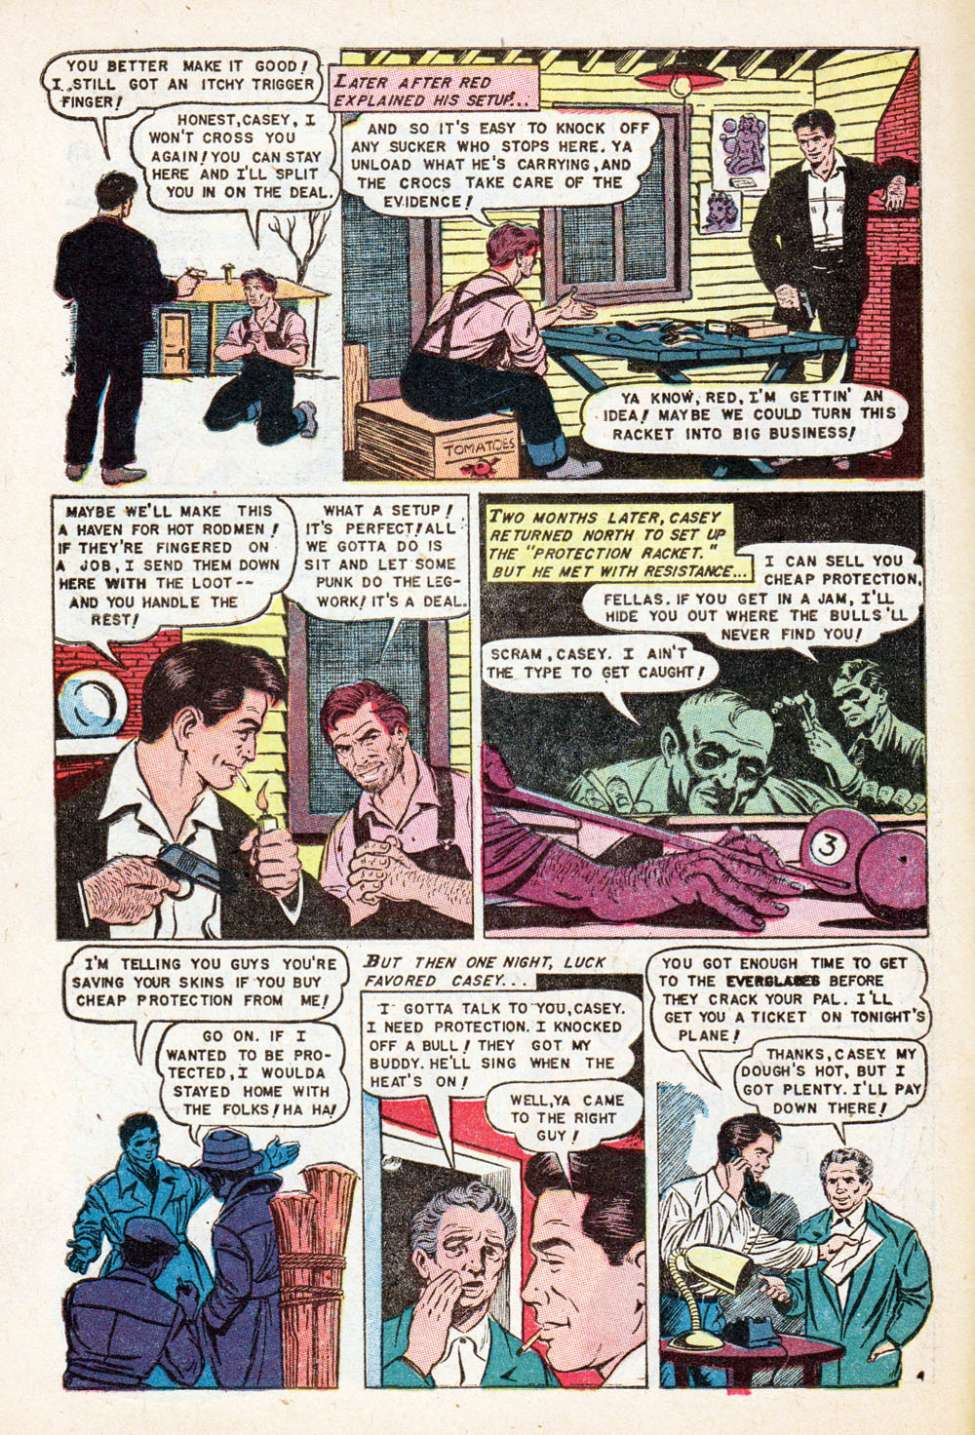 YOU BETTER MAKE IT GOOD!
I STILL GOT AN ITCHY TRIGGER
FINGER!
HONEST, CASEY, I
WON'T CROSS YOU
AGAIN! YOU CAN STAY
HERE AND I'LL SPLIT
YOU IN ON THE DEAL.
LATER AFTER RED
EXPLAINED HIS SETUP...
AND SO IT'S EASY TO KNOCK OFF
ANY SUCKER WHO STOPS HERE. YA
UNLOAD WHAT HE'S CARRYING, AND
THE CROCS TAKE CARE OF THE
EVIDENCE!
TOMATOES
YA KNOW, RED, I'M GETTIN' AN
IDEA! MAYBE WE COULD TURN THIS
RACKET INTO BIG BUSINESS!
MAYBE WE'LL MAKE THIS
A HAVEN FOR HOT RODMEN!
IF THEY'RE FINGERED ON
A JOB, I SEND THEM DOWN
HERE WITH THE LOOT--
AND YOU HANDLE THE
REST!
WHAT A SETUP!
IT'S PERFECT! ALL
WE GOTTA DO IS
SIT AND LET SOME
PUNK DO THE LEG-
WORK! IT'S A DEAL.
TWO MONTHS LATER, CASEY
RETURNED NORTH TO SET UP
THE "PROTECTION RACKET."
BUT HE MET WITH RESISTANCE...
I CAN SELL YOU
CHEAP PROTECTION,
FELLAS. IF YOU GET IN A JAM, I'LL
HIDE YOU OUT WHERE THE BULLS'LL
NEVER FIND YOU!
SCRAM, CASEY. I AIN'T
THE TYPE TO GET CAUGHT!
3
I'M TELLING YOU GUYS YOU'RE
SAVING YOUR SKINS IF YOU BUY
CHEAP PROTECTION FROM ME!
GO ON. IF I
WANTED TO BE PRO-
TECTED, I WOULDA
STAYED HOME WITH
THE FOLKS! HA HA!
BUT THEN ONE NIGHT, LUCK
FAVORED CASEY...
I GOTTA TALK TO YOU, CASEY.
I NEED PROTECTION. I KNOCKED
OFF A BULL! THEY GOT MY
BUDDY. HE'LL SING WHEN THE
HEAT'S ON!
WELL, YA CAME
TO THE RIGHT
GUY!
YOU GOT ENOUGH TIME TO GET
TO THE EVERGLADES BEFORE
THEY CRACK YOUR PAL. I'LL
GET YOU A TICKET ON TONIGHT'S
PLANE!
THANKS, CASEY. MY
DOUGH'S HOT, BUT I
GOT PLENTY. I'LL PAY
DOWN THERE!
4